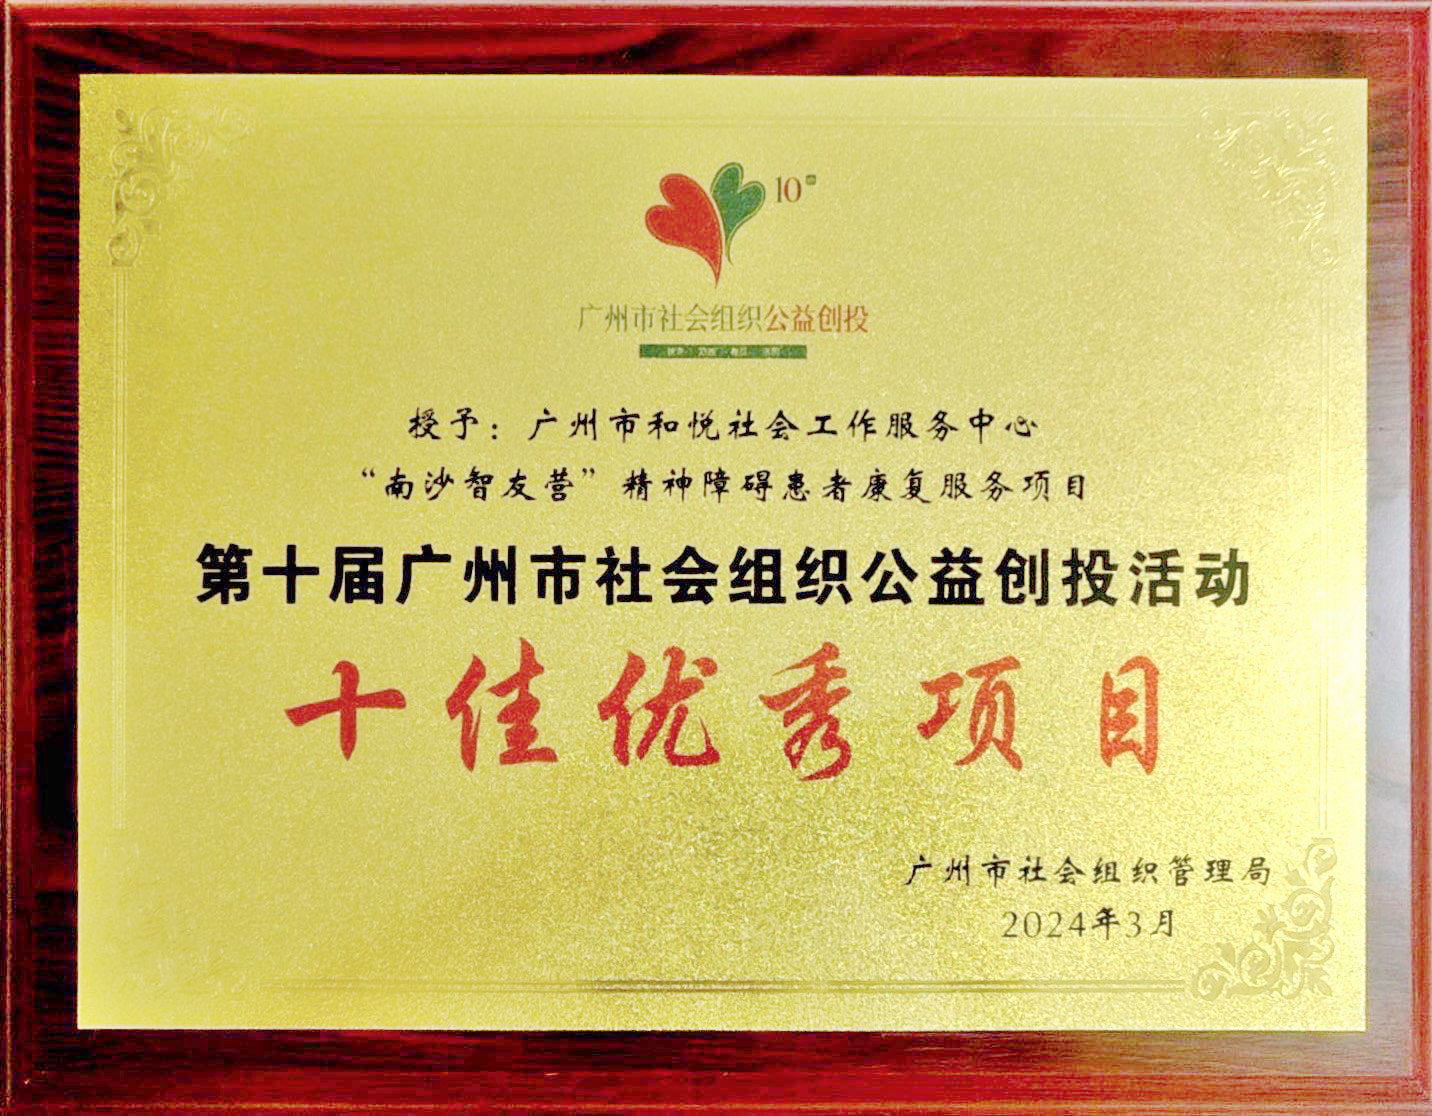 10
广州市社会组织公益创投
授予：广州市和悦社会工作服务中心
“南沙智友营”精神障碍患者康复服务项目
第十届广州市社会组织公益创投活动
十佳优秀项目
广州市社会组织管理局
2024年3月